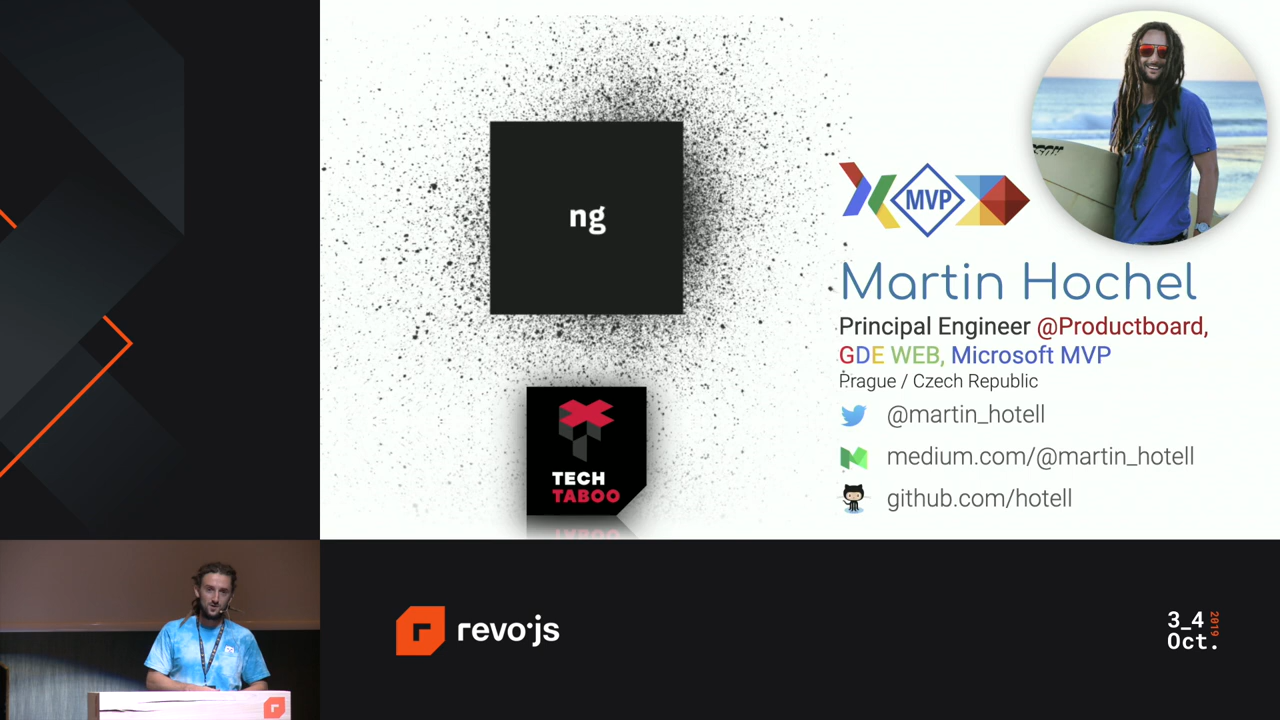 ng
TECH
TABOO
MVP
Martin Hochel
Principal Engineer @Productboard,
GDE WEB, Microsoft MVP
Prague / Czech Republic
@martin_hotell
medium.com/@martin_hotell
github.com/hotell
revo·js
3_4
Oct.
2019